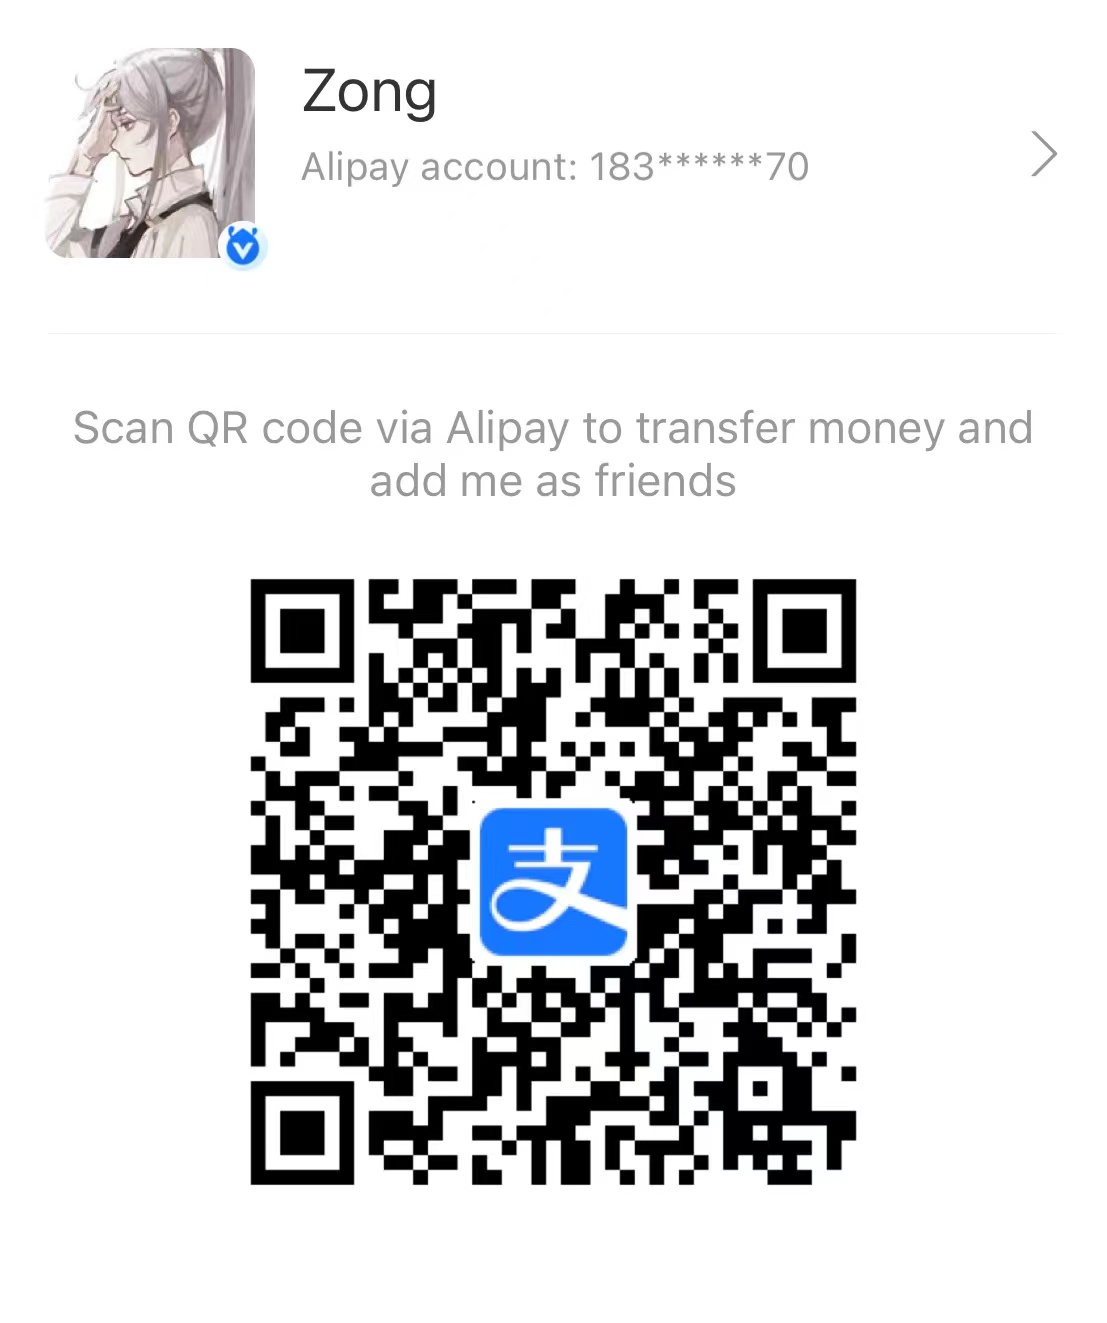 Zong
Alipay account: 183******70
Scan QR code via Alipay to transfer money and
add me as friends
支